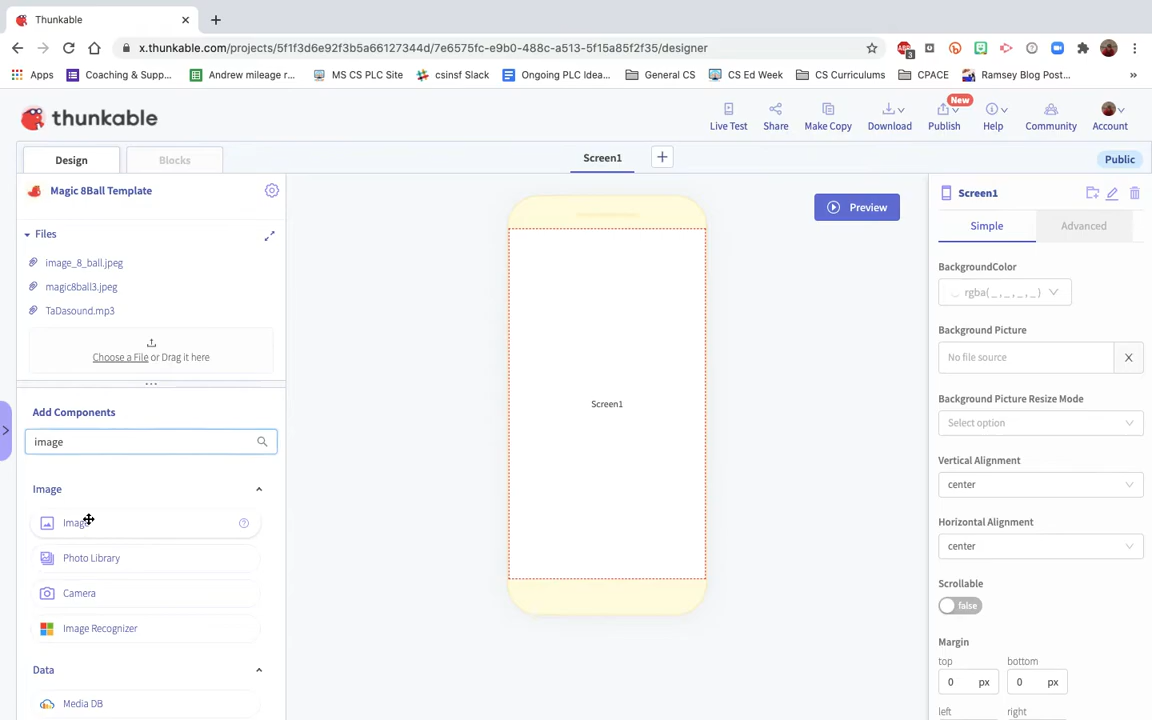 Thunkable
x.thunkable.com/projects/5f1f3d6e92f3b5a66127344d/7e6575fc-e9b0-488c-a513-5f15a85f2f35/designer
ABP
3
Apps
Coaching & Supp...
Andrew mileage r...
MS CS PLC Site
csinsf Slack
Ongoing PLC Idea...
General CS
CS Ed Week
CS Curriculums
CPACE
Ramsey Blog Post...
thunkable
Live Test
Share
Make Copy
Download
New
Publish
Help
Community
Account
Design
Blocks
Screen1
Public
Magic 8Ball Template
Files
image_8_ball.jpeg
magic8ball3.jpeg
TaDasound.mp3
Choose a File or Drag it here
Add Components
image
Image
Image
Photo Library
Camera
Image Recognizer
Data
Media DB
Preview
Screen1
Screen1
Simple
Advanced
BackgroundColor
rgba(_,_,_,_)
Background Picture
No file source
X
Background Picture Resize Mode
Select option
Vertical Alignment
center
Horizontal Alignment
center
Scrollable
false
Margin
top
bottom
0 px
0 px
left
right